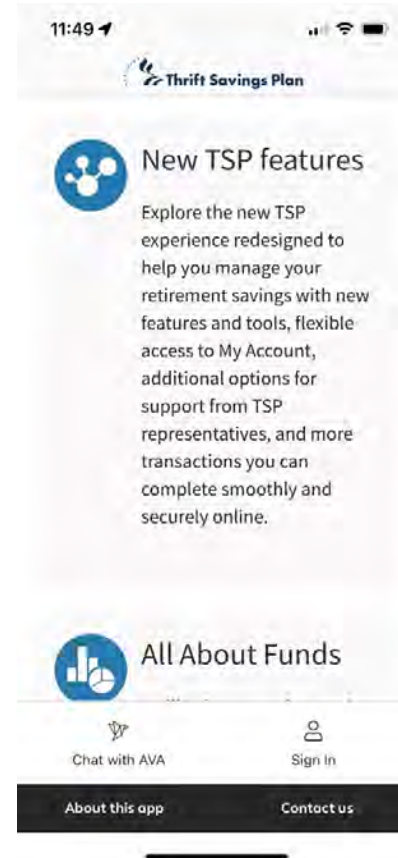 11:49
Thrift Savings Plan
New TSP features
Explore the new TSP
experience redesigned to
help you manage your
retirement savings with new
features and tools, flexible
access to My Account,
additional options for
support from TSP
representatives, and more
transactions you can
complete smoothly and
securely online.
All About Funds
Chat with AVA
Sign In
About this app
Contact us